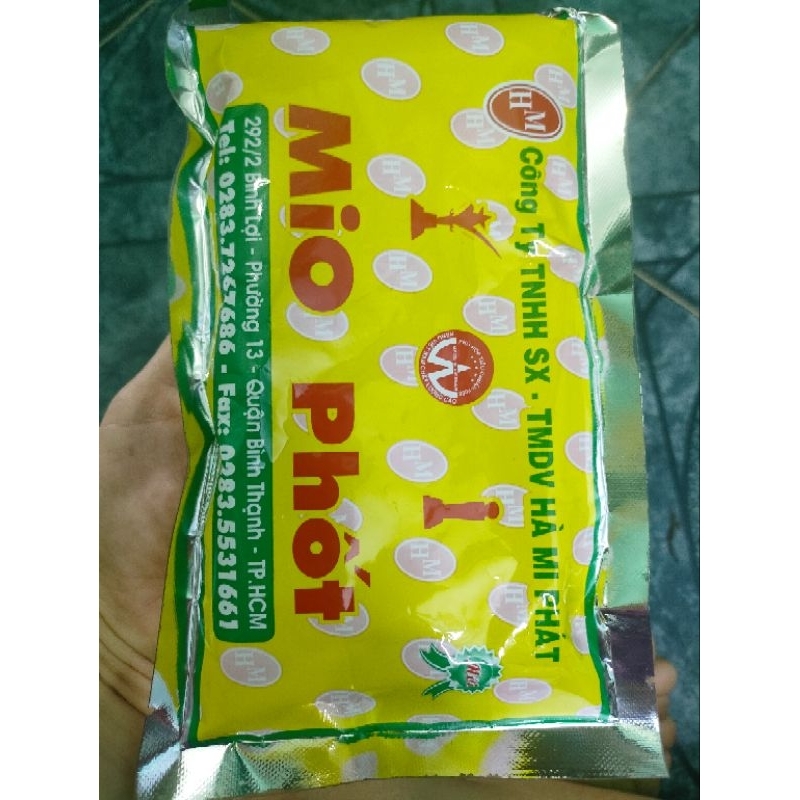 HM
Công Ty TNHH SX - TMDV HÀ MI PHÁT
Mio Phốt
292/2 Bình Lợi - Phường 13 - Quận Bình Thạnh - TP.HCM
Tel: 0283.7267686 - Fax: 0283.5531661